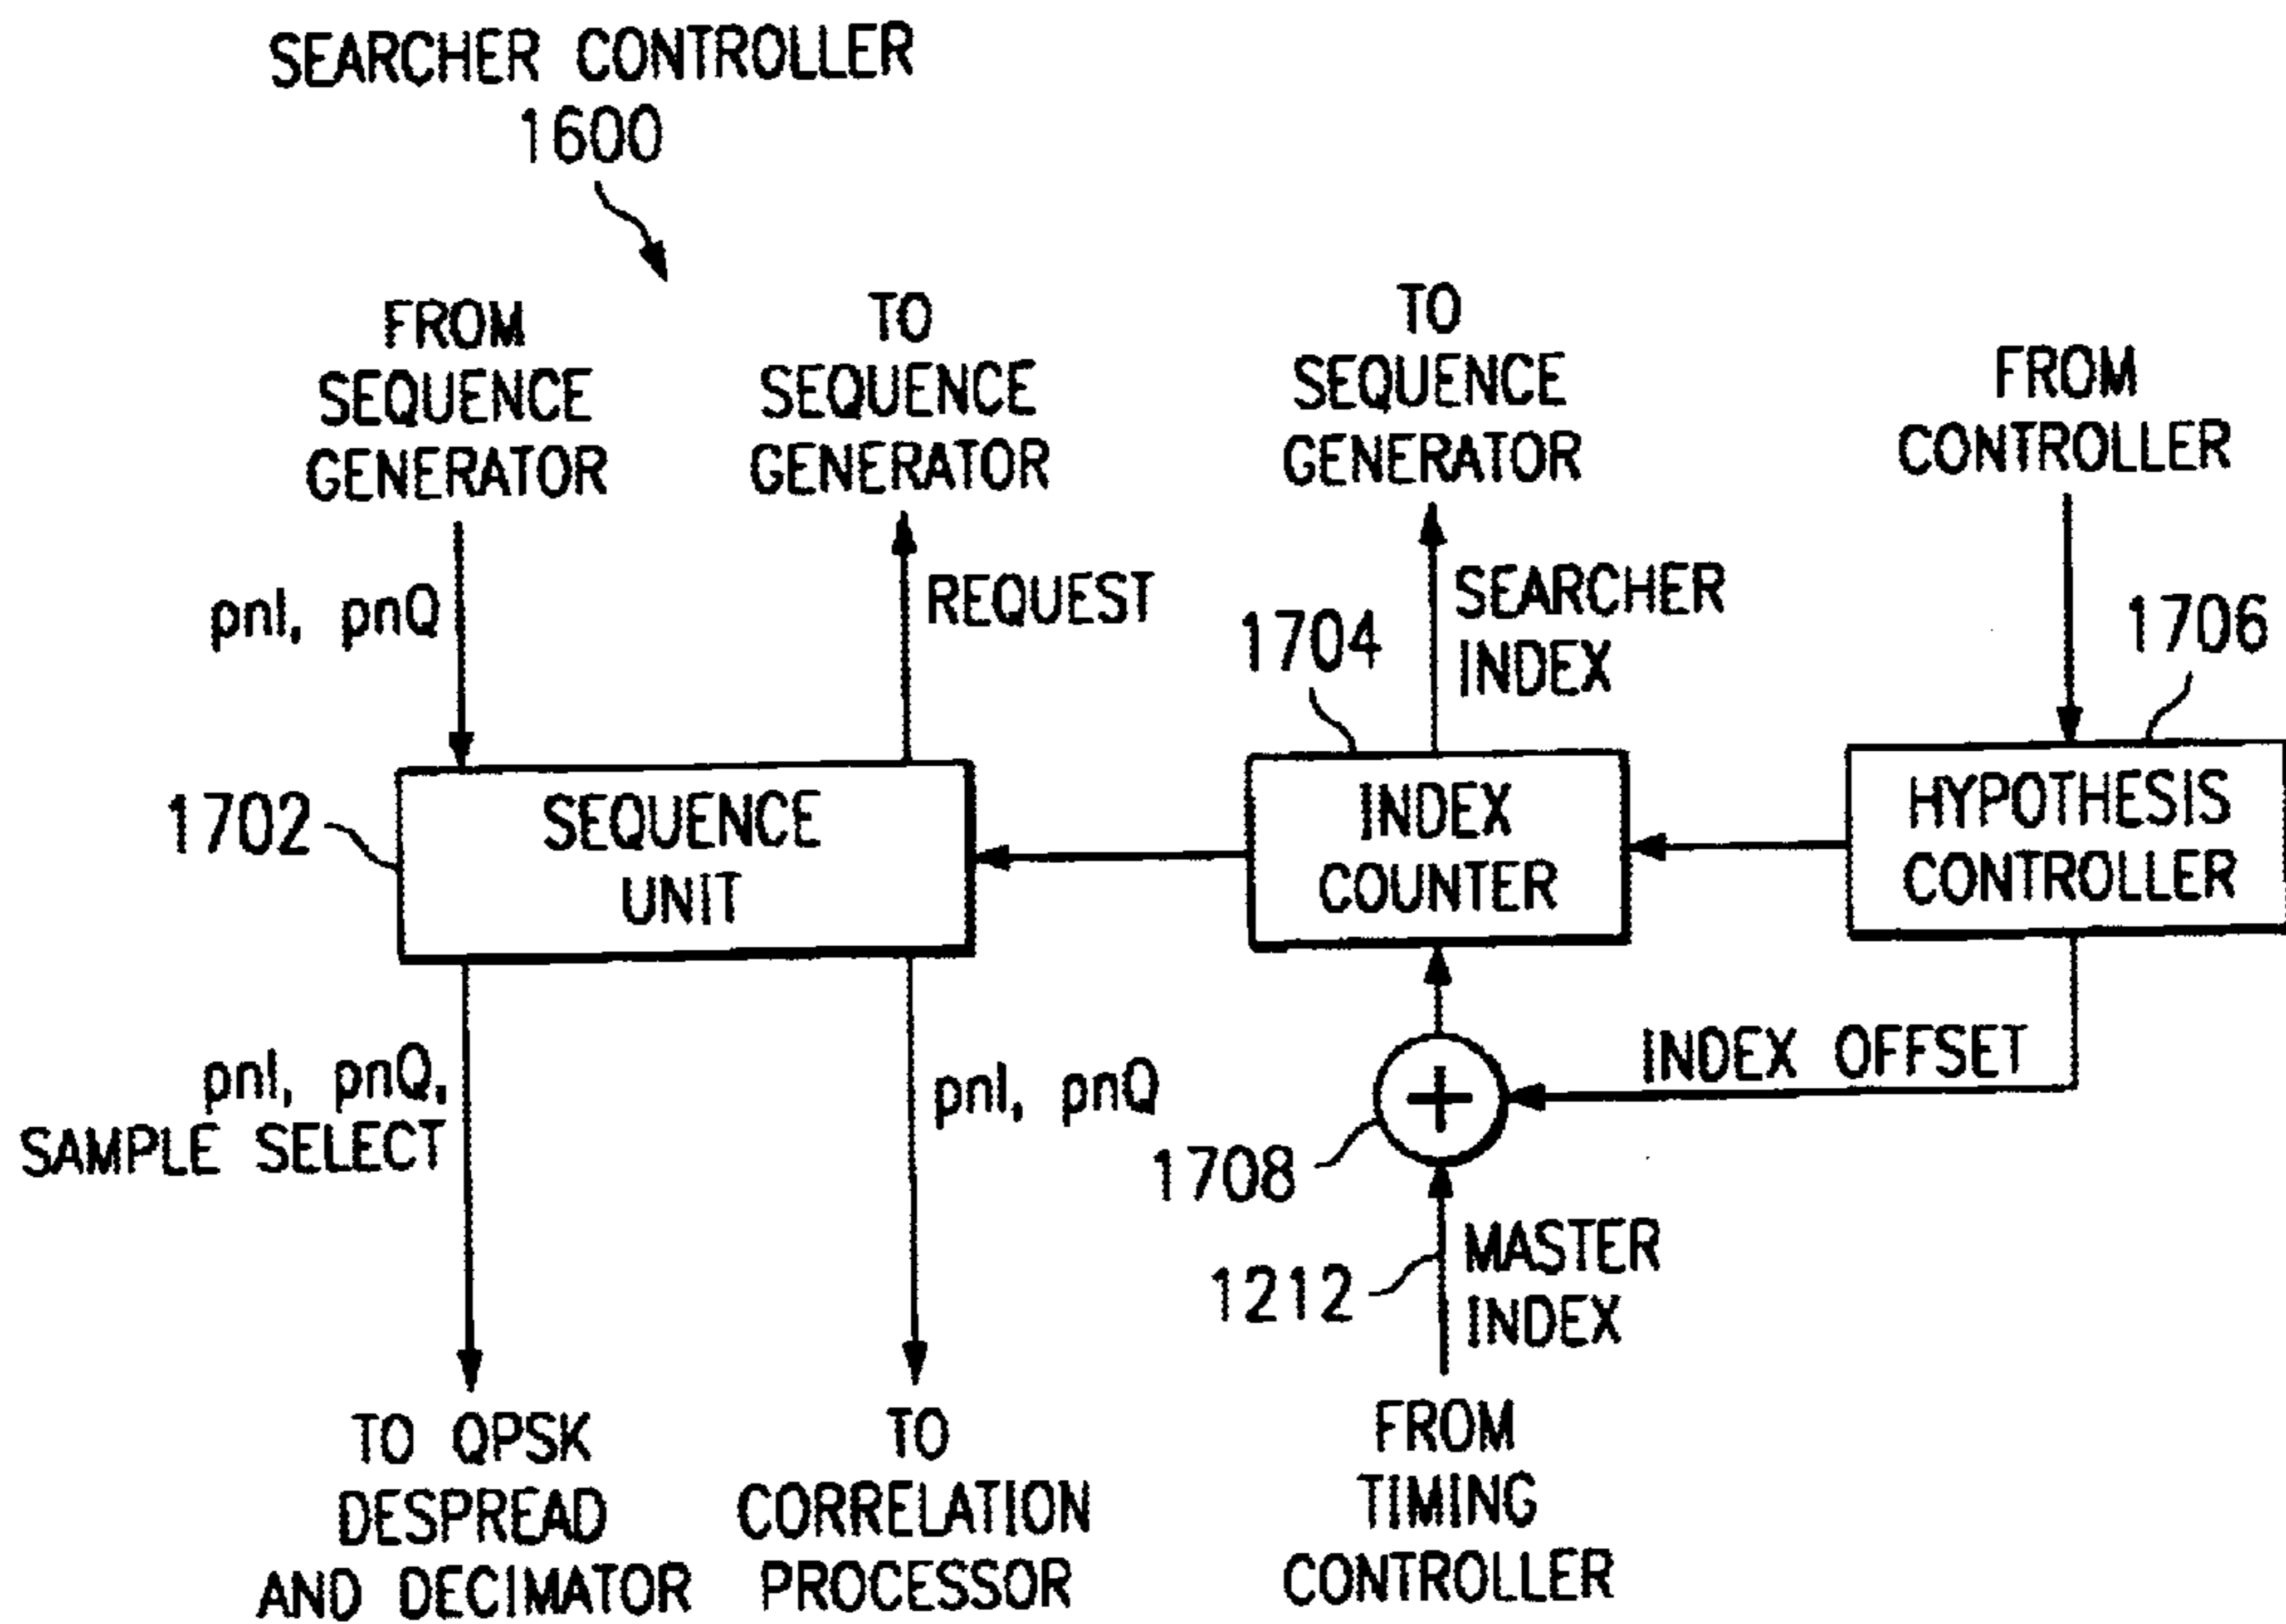 SEARCHER CONTROLLER
1600
FROM
SEQUENCE
GENERATOR
TO
SEQUENCE
GENERATOR
TO
SEQUENCE
GENERATOR
FROM
CONTROLLER
pnI, pnQ
REQUEST
SEARCHER
INDEX
1704
1706
1702
SEQUENCE
UNIT
INDEX
COUNTER
HYPOTHESIS
CONTROLLER
pnI, pnQ,
SAMPLE SELECT
pnI, pnQ
INDEX OFFSET
+
1708
1212
MASTER
INDEX
TO QPSK
DESPREAD
AND DECIMATOR
TO
CORRELATION
PROCESSOR
FROM
TIMING
CONTROLLER